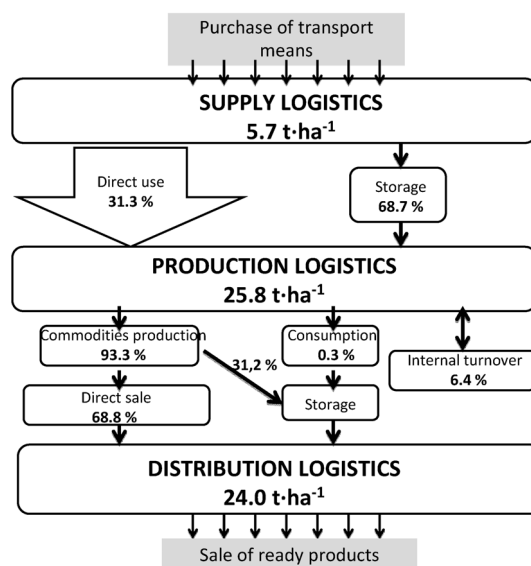 Purchase of transport
means
SUPPLY LOGISTICS
5.7 t·ha⁻¹
Direct use
31.3 %
Storage
68.7 %
PRODUCTION LOGISTICS
25.8 t·ha⁻¹
Commodities production
93.3 %
31,2 %
Consumption
0.3 %
Internal turnover
6.4 %
Direct sale
68.8 %
Storage
DISTRIBUTION LOGISTICS
24.0 t·ha⁻¹
Sale of ready products